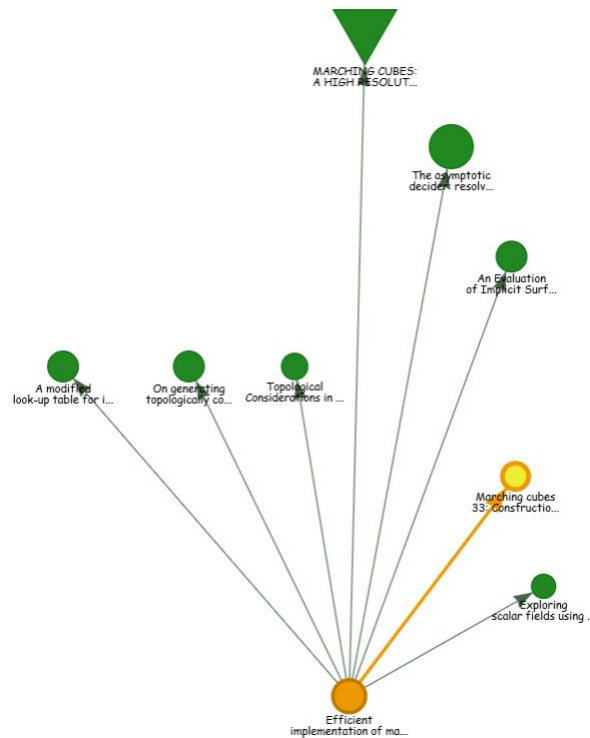 MARCHING CUBES:
A HIGH RESOLUT...
The asymptotic
decider: resolv...
An Evaluation
of Implicit Surf...
A modified
look-up table for i...
On generating
topologically co...
Topological
Considerations in ...
Marching cubes
33: Constructio...
Exploring
scalar fields using .
Efficient
implementation of ma...